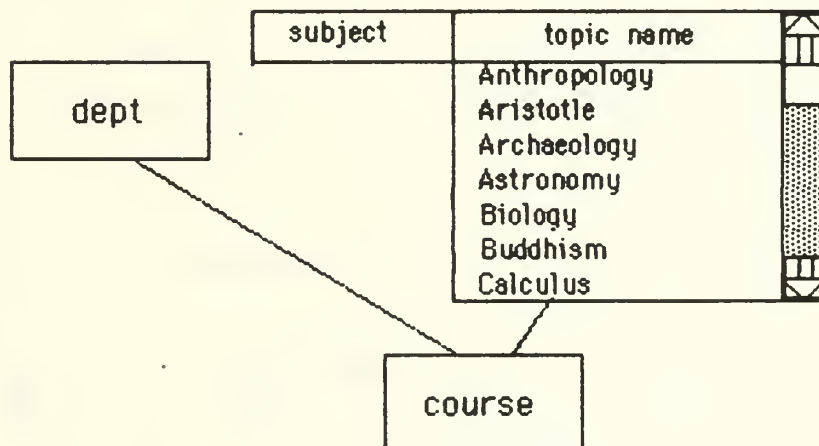 subject topic name
dept
Anthropology
Aristotle
Archaeology
Astronomy
Biology
Buddhism
Calculus
course